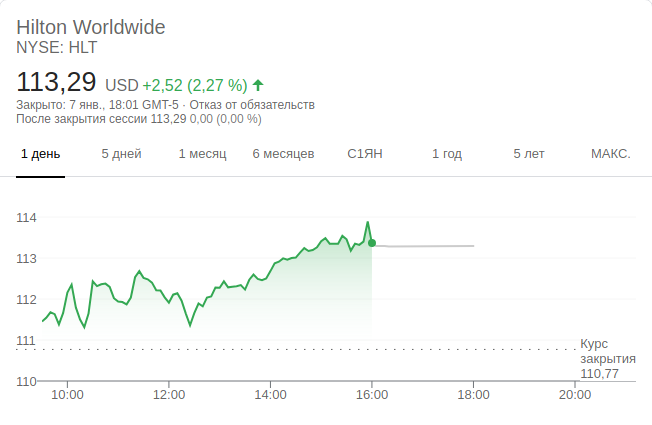 Hilton Worldwide
NYSE: HLT
113,29 USD +2,52 (2,27 %)
Закрыто: 7 янв., 18:01 GMT-5 · Отказ от обязательств
После закрытия сессии 113,29 0,00 (0,00 %)
1 день 5 дней 1 месяц 6 месяцев С1ЯН 1 год 5 лет МАКС.
114
113
112
111
Курс
закрытия
110,77
110
10:00 12:00 14:00 16:00 18:00 20:00